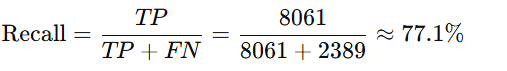 Recall = TP / (TP + FN) = 8061 / (8061 + 2389) ≈ 77.1%